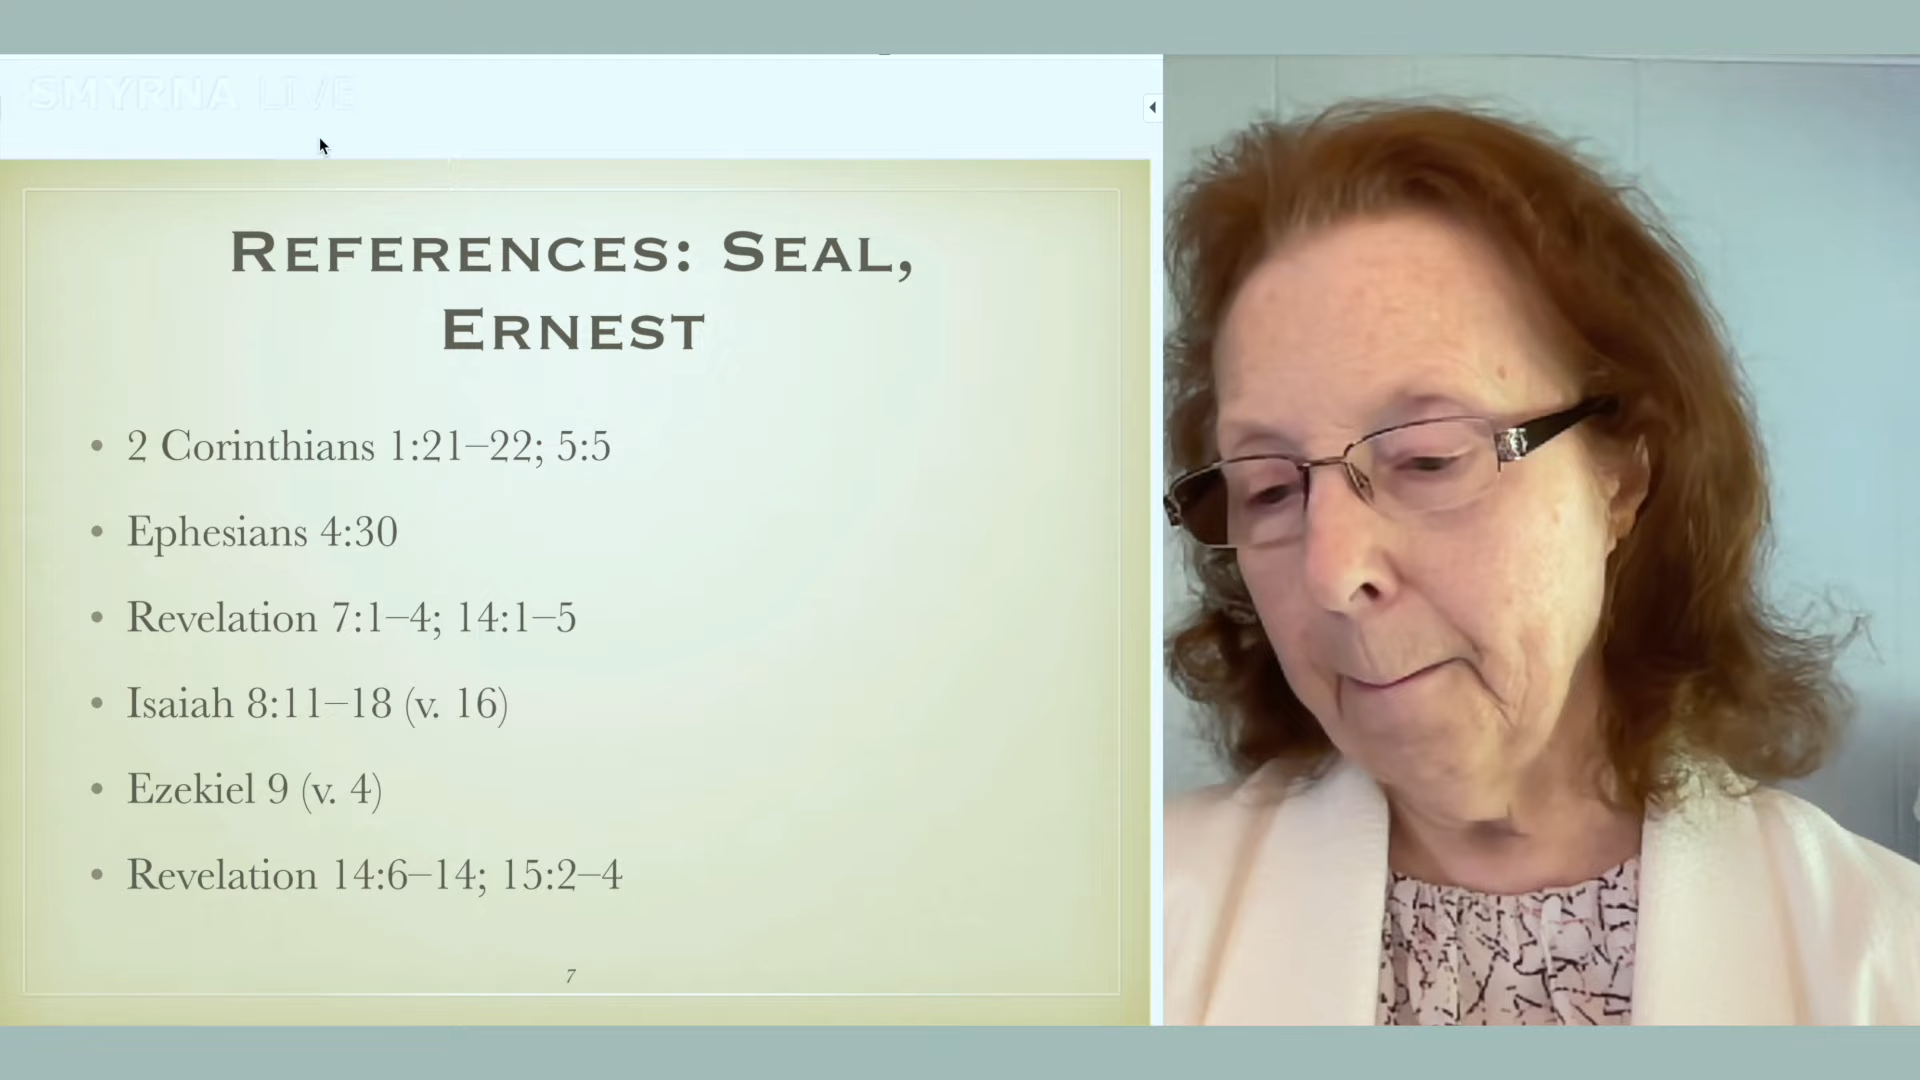 SMYRNA LIVE
References: Seal,
Ernest
• 2 Corinthians 1:21–22; 5:5
• Ephesians 4:30
• Revelation 7:1–4; 14:1–5
• Isaiah 8:11–18 (v. 16)
• Ezekiel 9 (v. 4)
• Revelation 14:6–14; 15:2–4
7